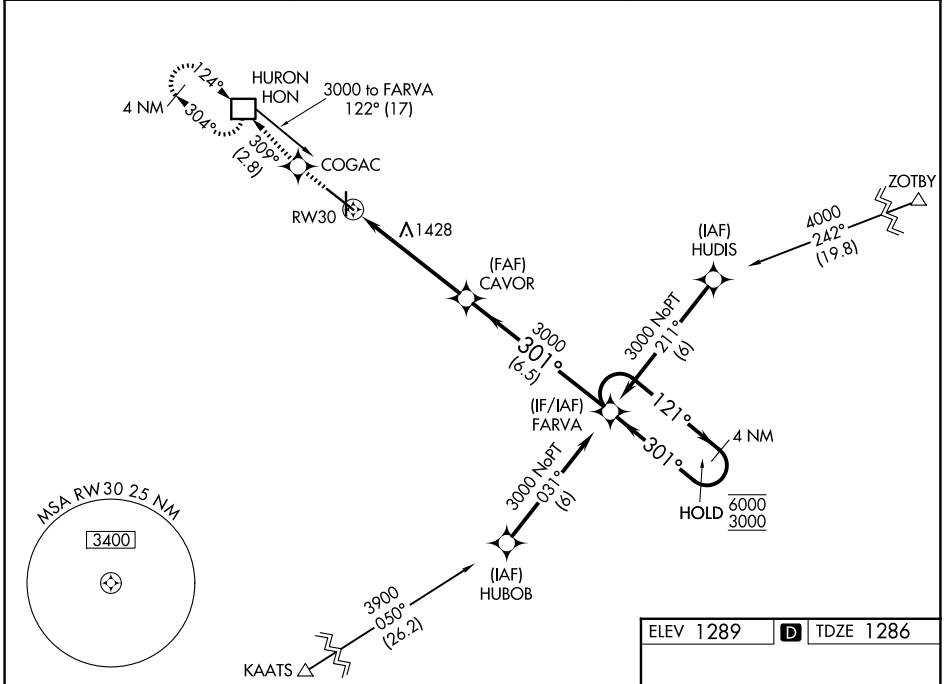 HURON
HON
124°
4 NM
304°
3000 to FARVA
122° (17)
309°
(2.8)
COGAC
RW30
1428
ZOTBY
4000
242°
(19.8)
(IAF)
HUDIS
(FAF)
CAVOR
3000 NoPT
211°
(6)
3000
301°
(6.5)
(IF/IAF)
FARVA
121°
301°
4 NM
HOLD
6000
3000
3000 NoPT
031°
(6)
MSA RW30 25 NM
3400
(IAF)
HUBOB
3900
050°
(26.2)
KAATS
ELEV 1289
D
TDZE 1286